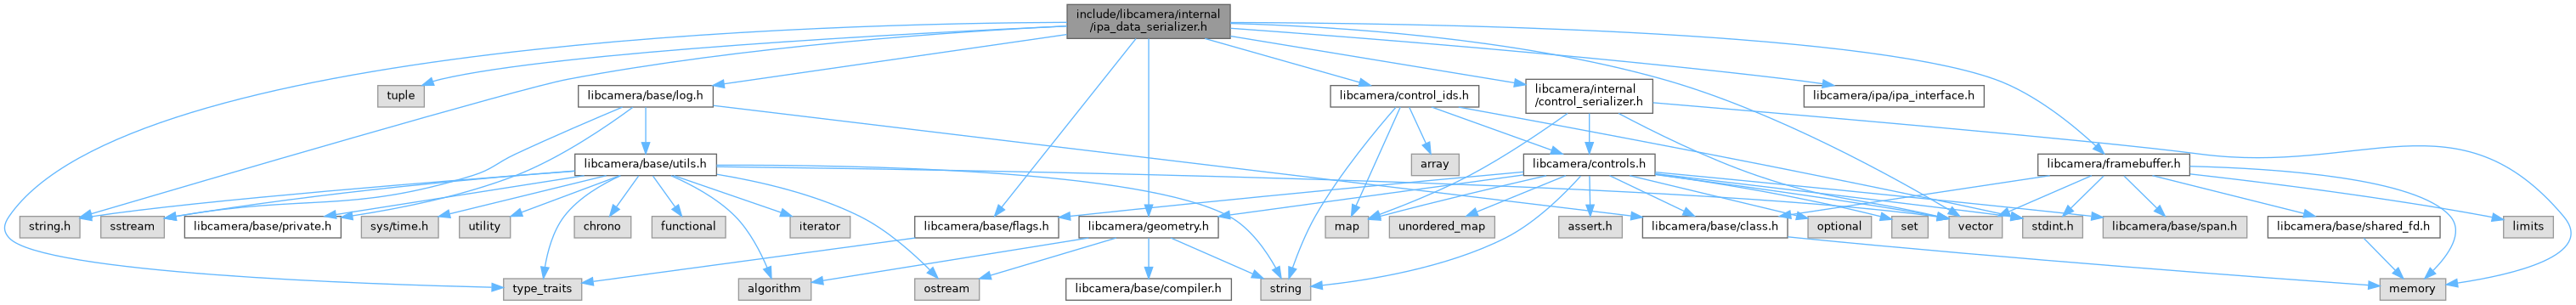 include/libcamera/internal
/ipa_data_serializer.h
tuple
libcamera/base/log.h
libcamera/control_ids.h
libcamera/internal
/control_serializer.h
libcamera/ipa/ipa_interface.h
libcamera/base/utils.h
array
libcamera/controls.h
libcamera/framebuffer.h
string.h
sstream
libcamera/base/private.h
sys/time.h
utility
chrono
functional
iterator
libcamera/base/flags.h
libcamera/geometry.h
map
unordered_map
assert.h
libcamera/base/class.h
optional
set
vector
stdint.h
libcamera/base/span.h
libcamera/base/shared_fd.h
limits
type_traits
algorithm
ostream
libcamera/base/compiler.h
string
memory